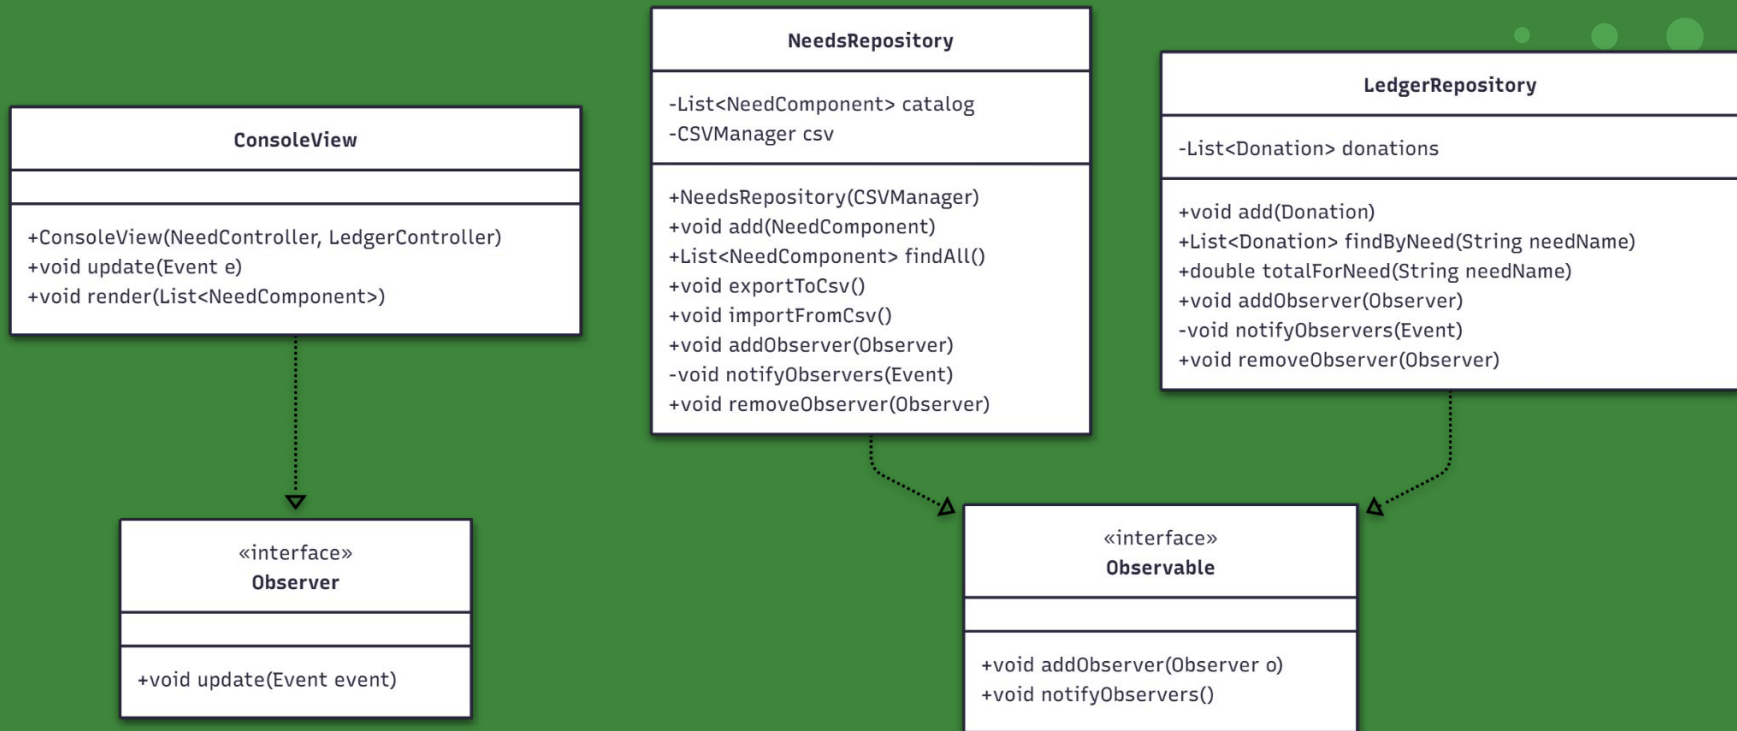 ConsoleView
+ConsoleView(NeedController, LedgerController)
+void update(Event e)
+void render(List<NeedComponent>)
NeedsRepository
-List<NeedComponent> catalog
-CSVManager csv
+NeedsRepository(CSVManager)
+void add(NeedComponent)
+List<NeedComponent> findAll()
+void exportToCsv()
+void importFromCsv()
+void addObserver(Observer)
-void notifyObservers(Event)
+void removeObserver(Observer)
LedgerRepository
-List<Donation> donations
+void add(Donation)
+List<Donation> findByNeed(String needName)
+double totalForNeed(String needName)
+void addObserver(Observer)
-void notifyObservers(Event)
+void removeObserver(Observer)
«interface»
Observer
+void update(Event event)
«interface»
Observable
+void addObserver(Observer o)
+void notifyObservers()